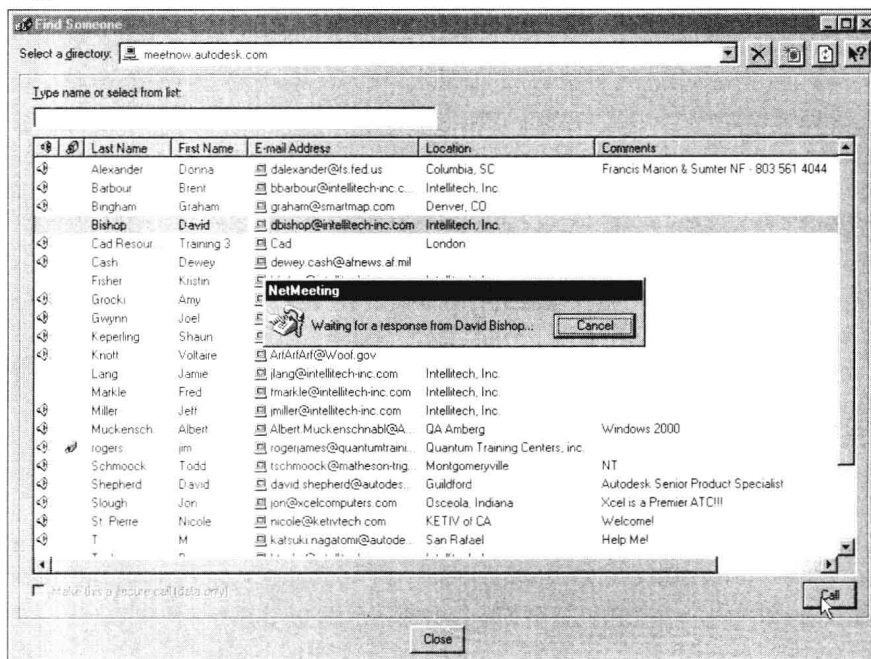 Find Someone
Select a directory: meetnow.autodesk.com
Type name or select from list:
Last Name First Name E-mail Address Location Comments
Alexander Donna dalexander@fs.fed.us Columbia, SC Francis Marion & Sumter NF - 803 561 4044
Barbour Brent bbarbour@intellitech-inc.c... Intellitech, Inc.
Bingham Graham graham@smartmap.com Denver, CO
Bishop David dbishop@intellitech-inc.com Intellitech, Inc.
Cad Resour... Training 3 Cad London
Cash Dewey dewey.cash@afnews.af.mil
Fisher Kristin
NetMeeting
Grocki Amy
Gwynn Joel
Waiting for a response from David Bishop... Cancel
Keperling Shaun
Knott Voltaire ArfArfArf@Woof.gov
Lang Jamie jlang@intellitech-inc.com Intellitech, Inc.
Markle Fred fmarkle@intellitech-inc.com Intellitech, Inc.
Miller Jeff jmiller@intellitech-inc.com Intellitech, Inc.
Muckensch... Albert Albert.Muckenschnabl@A... QA Amberg Windows 2000
rogers jim rogerjames@quantumtraini... Quantum Training Centers, inc.
Schmoock Todd tschmoock@matheson-trig... Montgomeryville NT
Shepherd David david.shepherd@autodes... Guildford Autodesk Senior Product Specialist
Slough Jon jon@xcelcomputers.com Osceola, Indiana Xcel is a Premier ATC!!!
St. Pierre Nicole nicole@ketivtech.com KETIV of CA Welcome!
T M katsuki.nagatomi@autode... San Rafael Help Me!
Make this a secure call (data only)
Call
Close